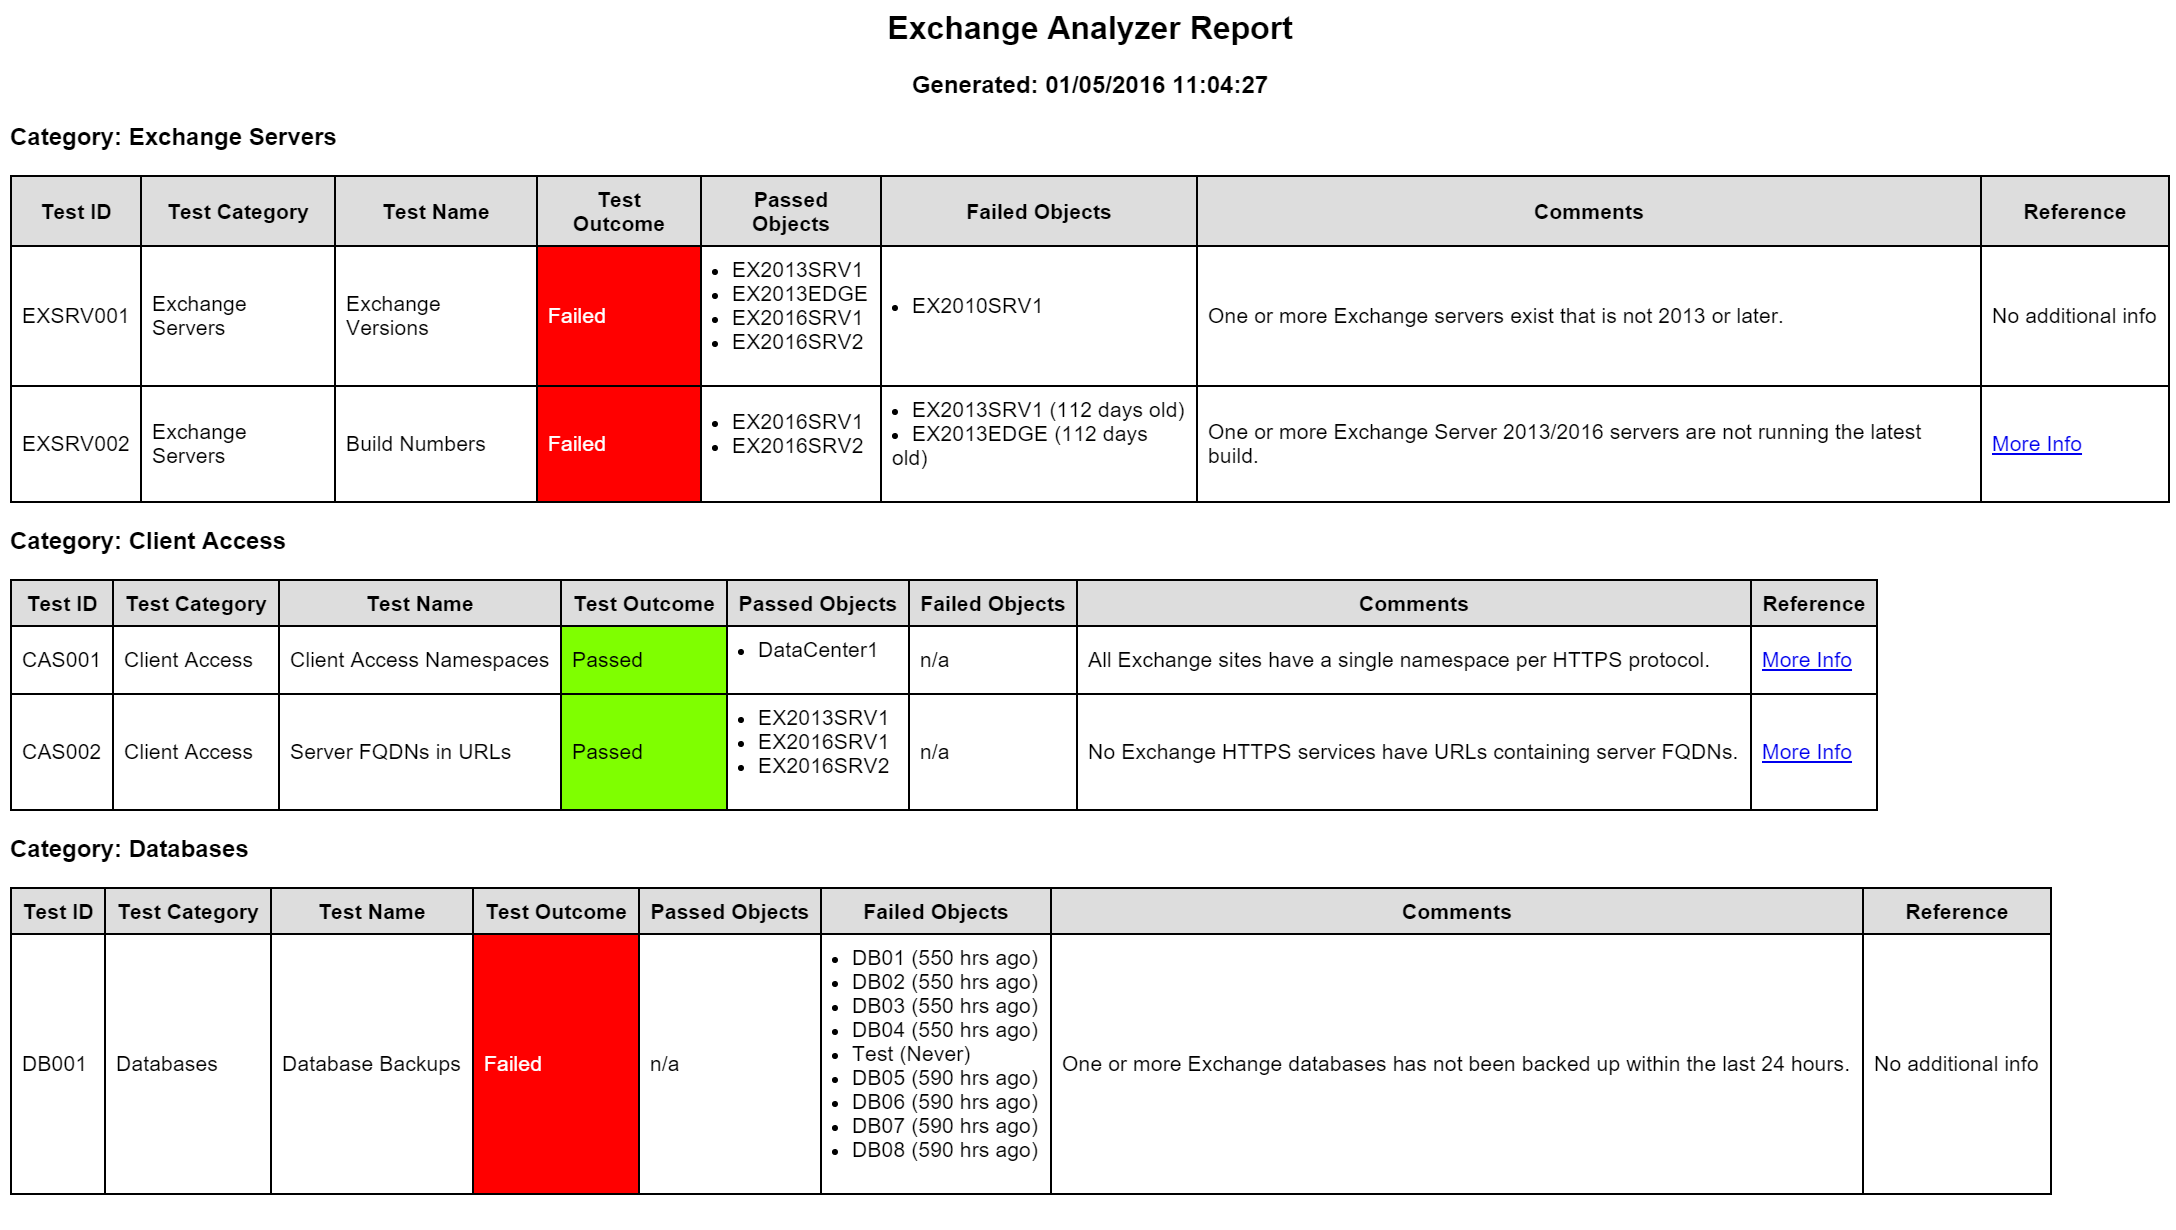 Exchange Analyzer Report
Generated: 01/05/2016 11:04:27
Category: Exchange Servers
Test ID Test Category Test Name Test Outcome Passed Objects Failed Objects Comments Reference
EXSRV001
Exchange
Servers
Exchange
Versions
Failed
EX2013SRV1
EX2013EDGE
EX2016SRV1
EX2016SRV2
EX2010SRV1
One or more Exchange servers exist that is not 2013 or later.
No additional info
EXSRV002
Exchange
Servers
Build Numbers
Failed
EX2016SRV1
EX2016SRV2
EX2013SRV1 (112 days old)
EX2013EDGE (112 days
old)
One or more Exchange Server 2013/2016 servers are not running the latest
build.
More Info
Category: Client Access
Test ID Test Category Test Name Test Outcome Passed Objects Failed Objects Comments Reference
CAS001
Client Access
Client Access Namespaces
Passed
DataCenter1
n/a
All Exchange sites have a single namespace per HTTPS protocol.
More Info
CAS002
Client Access
Server FQDNs in URLs
Passed
EX2013SRV1
EX2016SRV1
EX2016SRV2
n/a
No Exchange HTTPS services have URLs containing server FQDNs.
More Info
Category: Databases
Test ID Test Category Test Name Test Outcome Passed Objects Failed Objects Comments Reference
DB001
Databases
Database Backups
Failed
n/a
DB01 (550 hrs ago)
DB02 (550 hrs ago)
DB03 (550 hrs ago)
DB04 (550 hrs ago)
Test (Never)
DB05 (590 hrs ago)
DB06 (590 hrs ago)
DB07 (590 hrs ago)
DB08 (590 hrs ago)
One or more Exchange databases has not been backed up within the last 24 hours.
No additional info